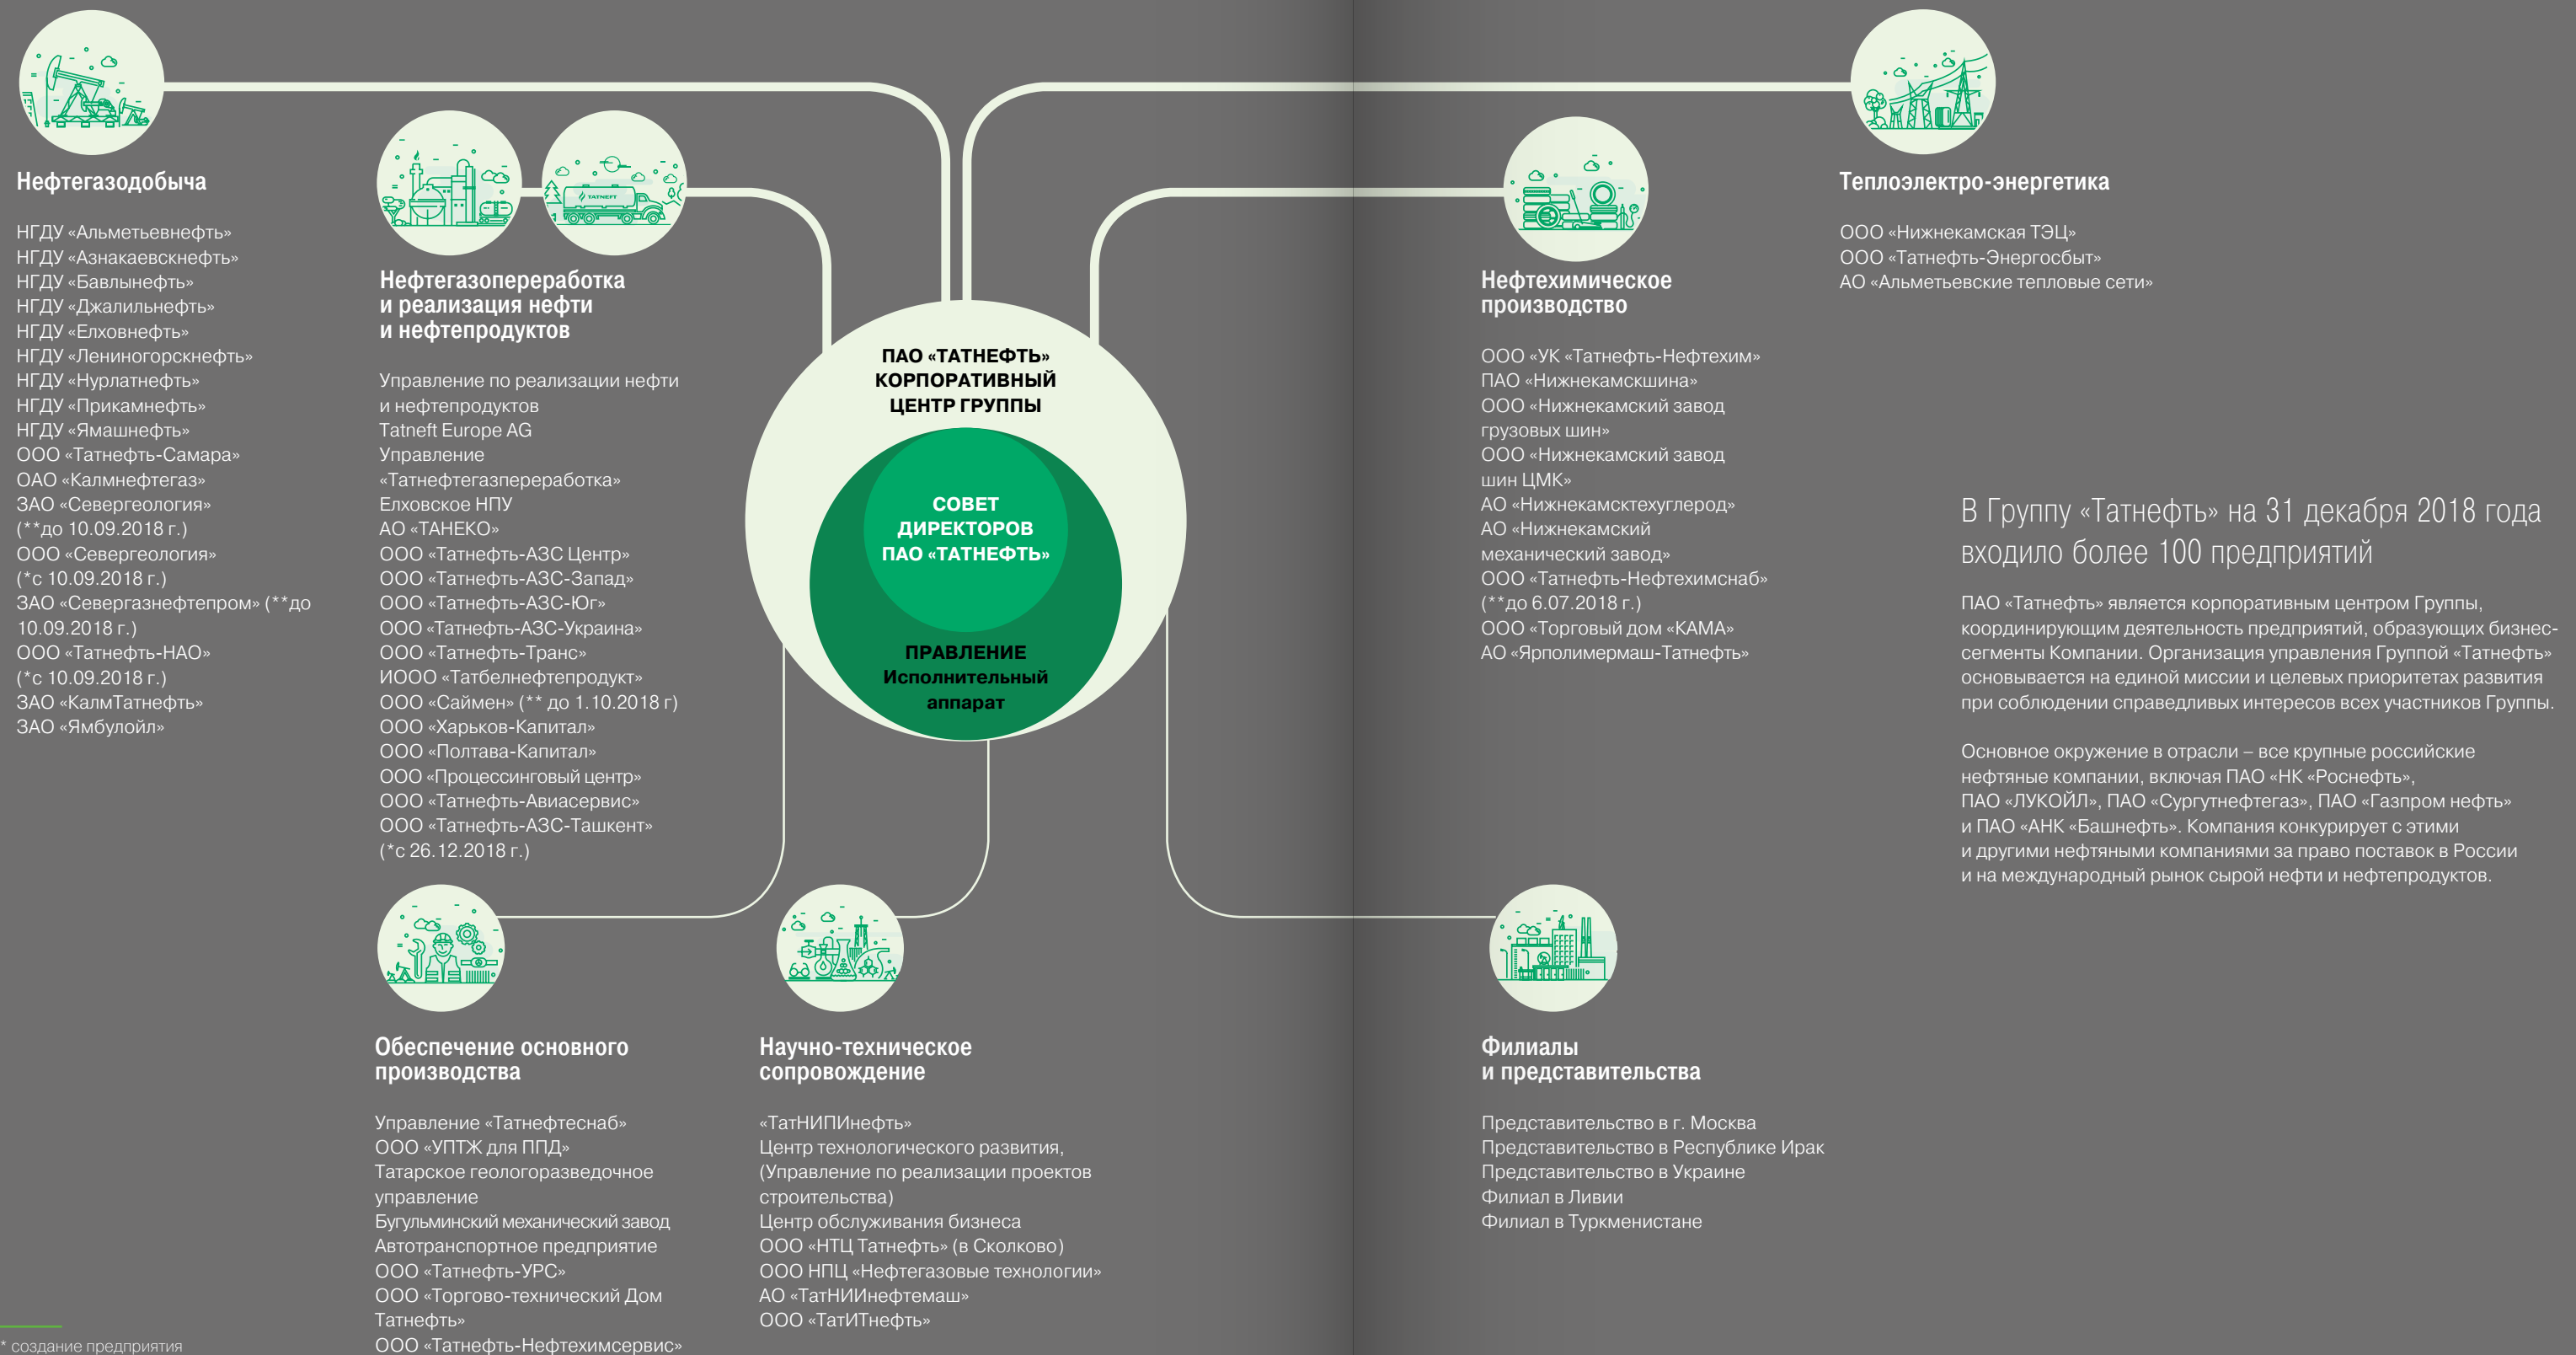 Нефтегазодобыча
НГДУ «Альметьевнефть»
НГДУ «Азнакаевскнефть»
НГДУ «Бавлынефть»
НГДУ «Джалильнефть»
НГДУ «Елховнефть»
НГДУ «Лениногорскнефть»
НГДУ «Нурлатнефть»
НГДУ «Прикамнефть»
НГДУ «Ямашнефть»
ООО «Татнефть-Самара»
ОАО «Калмнефтегаз»
ЗАО «Севергеология»
(**до 10.09.2018 г.)
ООО «Севергеология»
(*с 10.09.2018 г.)
ЗАО «Севергазнефтепром» (**до
10.09.2018 г.)
ООО «Татнефть-НАО»
(*с 10.09.2018 г.)
ЗАО «КалмТатнефть»
ЗАО «Ямбулойл»
TATNEFT
Нефтегазопереработка
и реализация нефти
и нефтепродуктов
Управление по реализации нефти
и нефтепродуктов
Tatneft Europe AG
Управление
«Татнефтегазпереработка»
Елховское НПУ
АО «ТАНЕКО»
ООО «Татнефть-АЗС Центр»
ООО «Татнефть-АЗС-Запад»
ООО «Татнефть-АЗС-Юг»
ООО «Татнефть-АЗС-Украина»
ООО «Татнефть-Транс»
ИООО «Татбелнефтепродукт»
ООО «Саймен» (** до 1.10.2018 г)
ООО «Харьков-Капитал»
ООО «Полтава-Капитал»
ООО «Процессинговый центр»
ООО «Татнефть-Авиасервис»
ООО «Татнефть-АЗС-Ташкент»
(*с 26.12.2018 г.)
ПАО «ТАТНЕФТЬ»
КОРПОРАТИВНЫЙ
ЦЕНТР ГРУППЫ
СОВЕТ
ДИРЕКТОРОВ
ПАО «ТАТНЕФТЬ»
ПРАВЛЕНИЕ
Исполнительный
аппарат
Нефтехимическое
производство
ООО «УК «Татнефть-Нефтехим»
ПАО «Нижнекамскшина»
ООО «Нижнекамский завод
грузовых шин»
ООО «Нижнекамский завод
шин ЦМК»
АО «Нижнекамсктехуглерод»
АО «Нижнекамский
механический завод»
ООО «Татнефть-Нефтехимснаб»
(**до 6.07.2018 г.)
ООО «Торговый дом «КАМА»
АО «Ярполимермаш-Татнефть»
Теплоэлектро-энергетика
ООО «Нижнекамская ТЭЦ»
ООО «Татнефть-Энергосбыт»
АО «Альметьевские тепловые сети»
В Группу «Татнефть» на 31 декабря 2018 года
входило более 100 предприятий
ПАО «Татнефть» является корпоративным центром Группы,
координирующим деятельность предприятий, образующих бизнес-
сегменты Компании. Организация управления Группой «Татнефть»
основывается на единой миссии и целевых приоритетах развития
при соблюдении справедливых интересов всех участников Группы.
Основное окружение в отрасли – все крупные российские
нефтяные компании, включая ПАО «НК «Роснефть»,
ПАО «ЛУКОЙЛ», ПАО «Сургутнефтегаз», ПАО «Газпром нефть»
и ПАО «АНК «Башнефть». Компания конкурирует с этими
и другими нефтяными компаниями за право поставок в России
и на международный рынок сырой нефти и нефтепродуктов.
Обеспечение основного
производства
Управление «Татнефтеснаб»
ООО «УПТЖ для ППД»
Татарское геологоразведочное
управление
Бугульминский механический завод
Автотранспортное предприятие
ООО «Татнефть-УРС»
ООО «Торгово-технический Дом
Татнефть»
ООО «Татнефть-Нефтехимсервис»
Научно-техническое
сопровождение
«ТатНИПИнефть»
Центр технологического развития,
(Управление по реализации проектов
строительства)
Центр обслуживания бизнеса
ООО «НТЦ Татнефть» (в Сколково)
ООО НПЦ «Нефтегазовые технологии»
АО «ТатНИИнефтемаш»
ООО «ТатИТнефть»
Филиалы
и представительства
Представительство в г. Москва
Представительство в Республике Ирак
Представительство в Украине
Филиал в Ливии
Филиал в Туркменистане
* создание предприятия